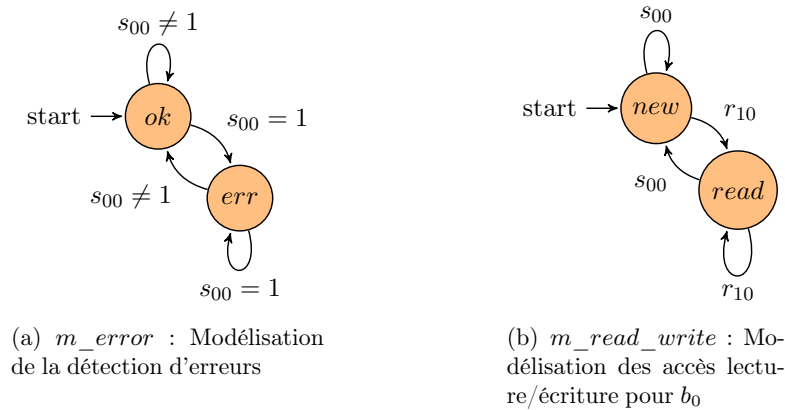 s₀₀ ≠ 1
start
ok
s₀₀ = 1
s₀₀ ≠ 1
err
s₀₀ = 1
(a) m_error : Modélisation
de la détection d'erreurs
s₀₀
start
new
r₁₀
s₀₀
read
r₁₀
(b) m_read_write : Mo-
délisation des accès lectu-
re/écriture pour b₀